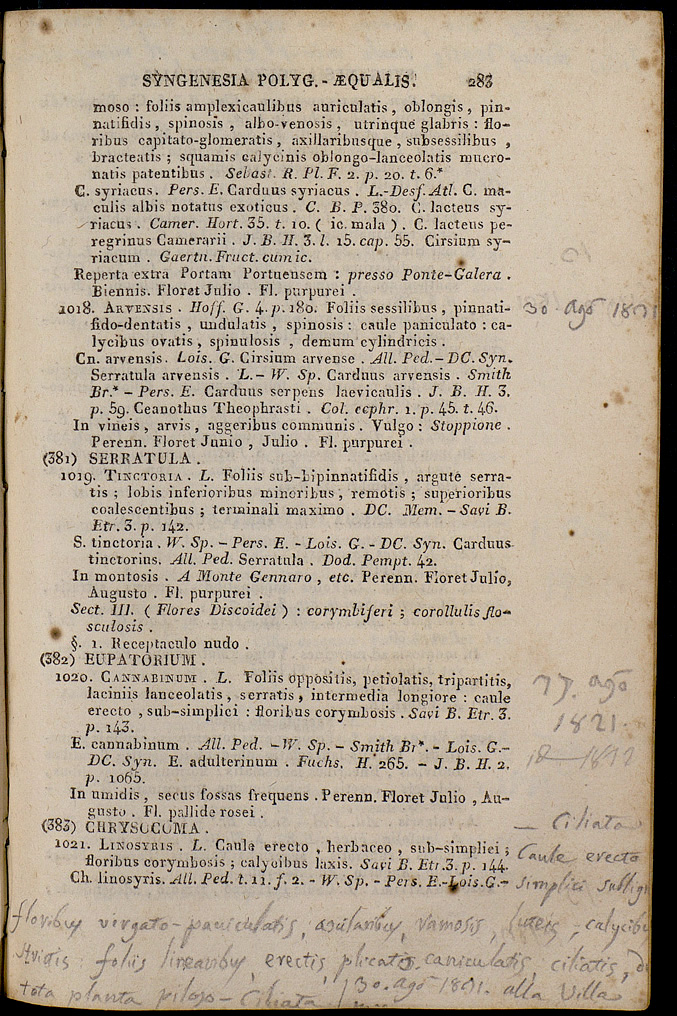 SYNGENESIA POLYG. - ÆQUALIS. 283
moso : foliis amplexicaulibus auriculatis, oblongis, pin-
natifidis, spinosis, albo-venosis, utrinque glabris : flo-
ribus capitato-glomeratis, axillaribusque, subsessilibus,
bracteatis ; squamis calycinis oblongo-lanceolatis mucro-
natis patentibus. Sebast. R. Pl. F. 2. p. 20. t. 6.*
C. syriacus. Pers. E. Carduus syriacus. L.-Desf. Atl. C. ma-
culis albis notatus exoticus. C. B. P. 380. C. lacteus sy-
riacus. Camer. Hort. 35. t. 10. ( ic. mala ). C. lacteus pe-
regrinus Camerarii. J. B. H. 3. l. 15. cap. 55. Cirsium sy-
riacum. Gaertn. Fruct. cum ic.
Reperta extra Portam Portuensem : presso Ponte-Galera.
Biennis. Floret Julio. Fl. purpurei.
1018. ARVENSIS. Hoff. G. 4. p. 180. Foliis sessilibus, pinnati-
fido-dentatis, undulatis, spinosis : caule paniculato : ca-
lycibus ovatis, spinulosis, demum cylindricis.
30. ago 1821
Cn. arvensis. Lois. G. Cirsium arvense. All. Ped.-DC. Syn.
Serratula arvensis. L.- W. Sp. Carduus arvensis. Smith
Br.* - Pers. E. Carduus serpens laevicaulis. J. B. H. 3.
p. 59. Ceanothus Theophrasti. Col. ecphr. 1. p. 45. t. 46.
In vineis, arvis, aggeribus communis. Vulgo : Stoppione.
Perenn. Floret Junio, Julio. Fl. purpurei.
(381) SERRATULA.
1019. TINCTORIA. L. Foliis sub-bipinnatifidis, argute serra-
tis ; lobis inferioribus minoribus, remotis ; superioribus
coalescentibus ; terminali maximo. DC. Mem. - Savi B.
Etr. 3. p. 142.
S. tinctoria. W. Sp. - Pers. E. - Lois. G. - DC. Syn. Carduus
tinctorius. All. Ped. Serratula. Dod. Pempt. 42.
In montosis. A Monte Gennaro, etc. Perenn. Floret Julio,
Augusto. Fl. purpurei.
Sect. III. ( Flores Discoidei ) : corymbiferi ; corollulis flo-
sculosis.
§. 1. Receptaculo nudo.
(382) EUPATORIUM.
1020. CANNABINUM. L. Foliis oppositis, petiolatis, tripartitis,
laciniis lanceolatis, serratis, intermedia longiore : caule
erecto, sub-simplici : floribus corymbosis. Savi B. Etr. 3.
p. 143.
ago
1821.
E. cannabinum. All. Ped. - W. Sp. - Smith Br*. - Lois. G.-
DC. Syn. E. adulterinum. Fuchs. H. 265. - J. B. H. 2.
p. 1065.
In umidis, secus fossas frequens. Perenn. Floret Julio, Au-
gusto. Fl. pallide rosei.
(383) CHRYSOCOMA.
1021. LINOSYRIS. L. Caule erecto, herbaceo, sub-simplici ;
floribus corymbosis ; calycibus laxis. Savi B. Etr. 3. p. 144.
Ch. linosyris. All. Ped. t. 11. f. 2. - W. Sp. - Pers. E.-Lois. G.-
— Ciliata
Caule erecto
simplici
floribus vergato-paniculatis, ramosis, luteis, calycibus
foliis linearibus, erectis, plicatis, caniculatis, ciliatis,
tota planta piloso - Ciliata / 30. ago 1821. alla Villa